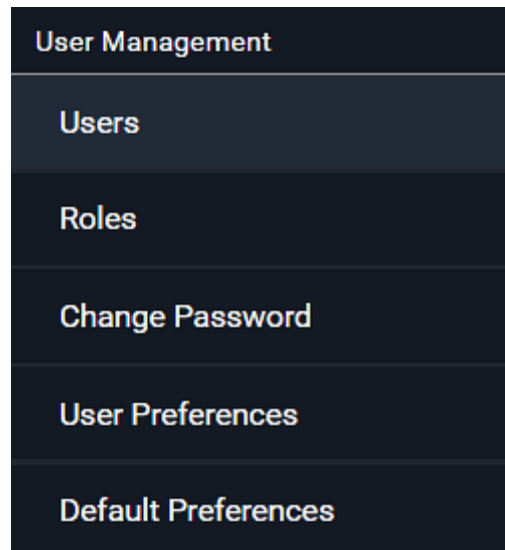 User Management
Users
Roles
Change Password
User Preferences
Default Preferences